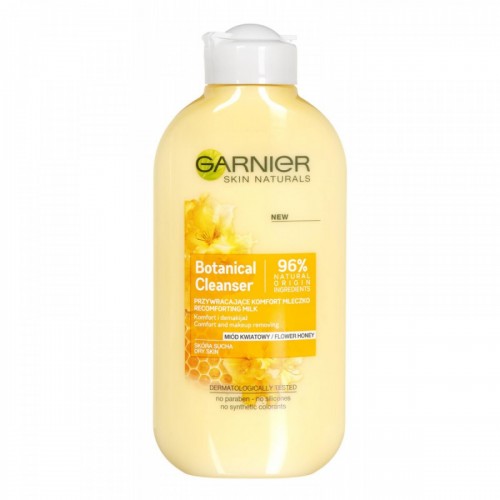 GARNIER
SKIN NATURALS
NEW
Botanical
Cleanser
96%
NATURAL
ORIGIN
INGREDIENTS
PRZYWRACAJĄCE KOMFORT MLECZKO
RECOMFORTING MILK
Komfort i demakijaż
Comfort and makeup removing
MIÓD KWIATOWY / FLOWER HONEY
SKÓRA SUCHA
DRY SKIN
DERMATOLOGICALLY TESTED
no paraben - no silicones
no synthetic colorants